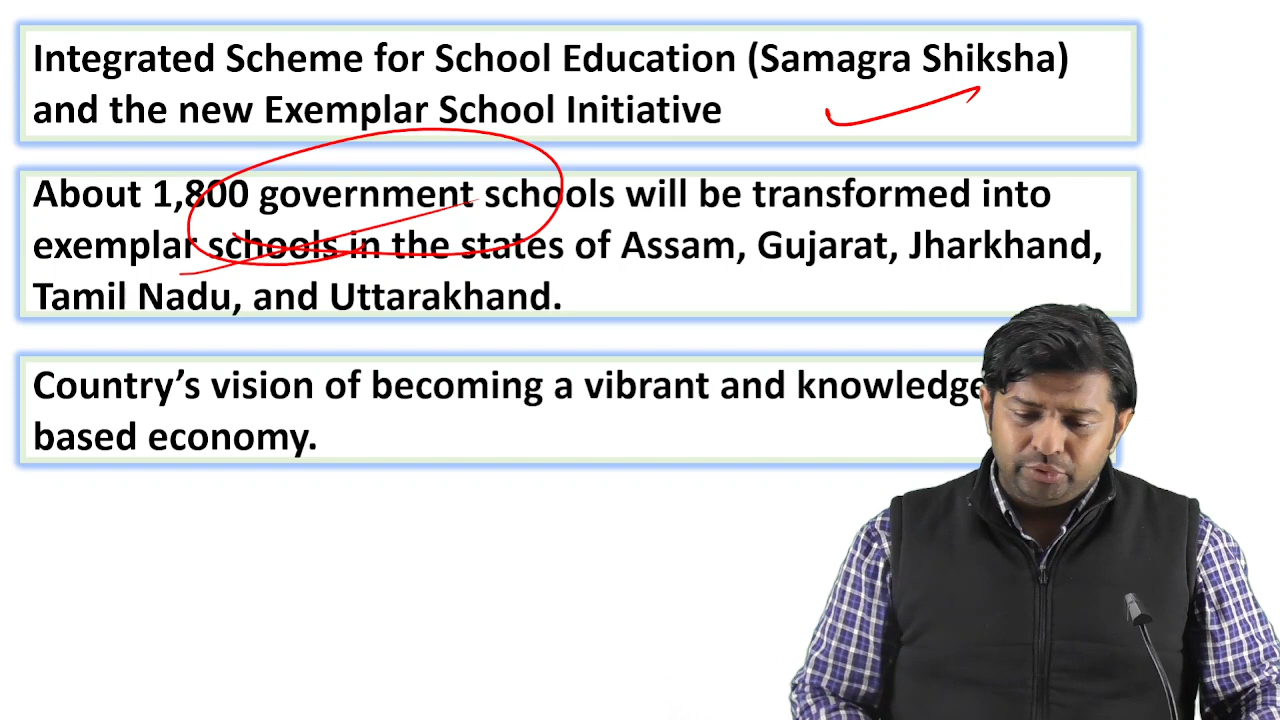 Integrated Scheme for School Education (Samagra Shiksha)
and the new Exemplar School Initiative
About 1,800 government schools will be transformed into
exemplar schools in the states of Assam, Gujarat, Jharkhand,
Tamil Nadu, and Uttarakhand.
Country’s vision of becoming a vibrant and knowledge
based economy.